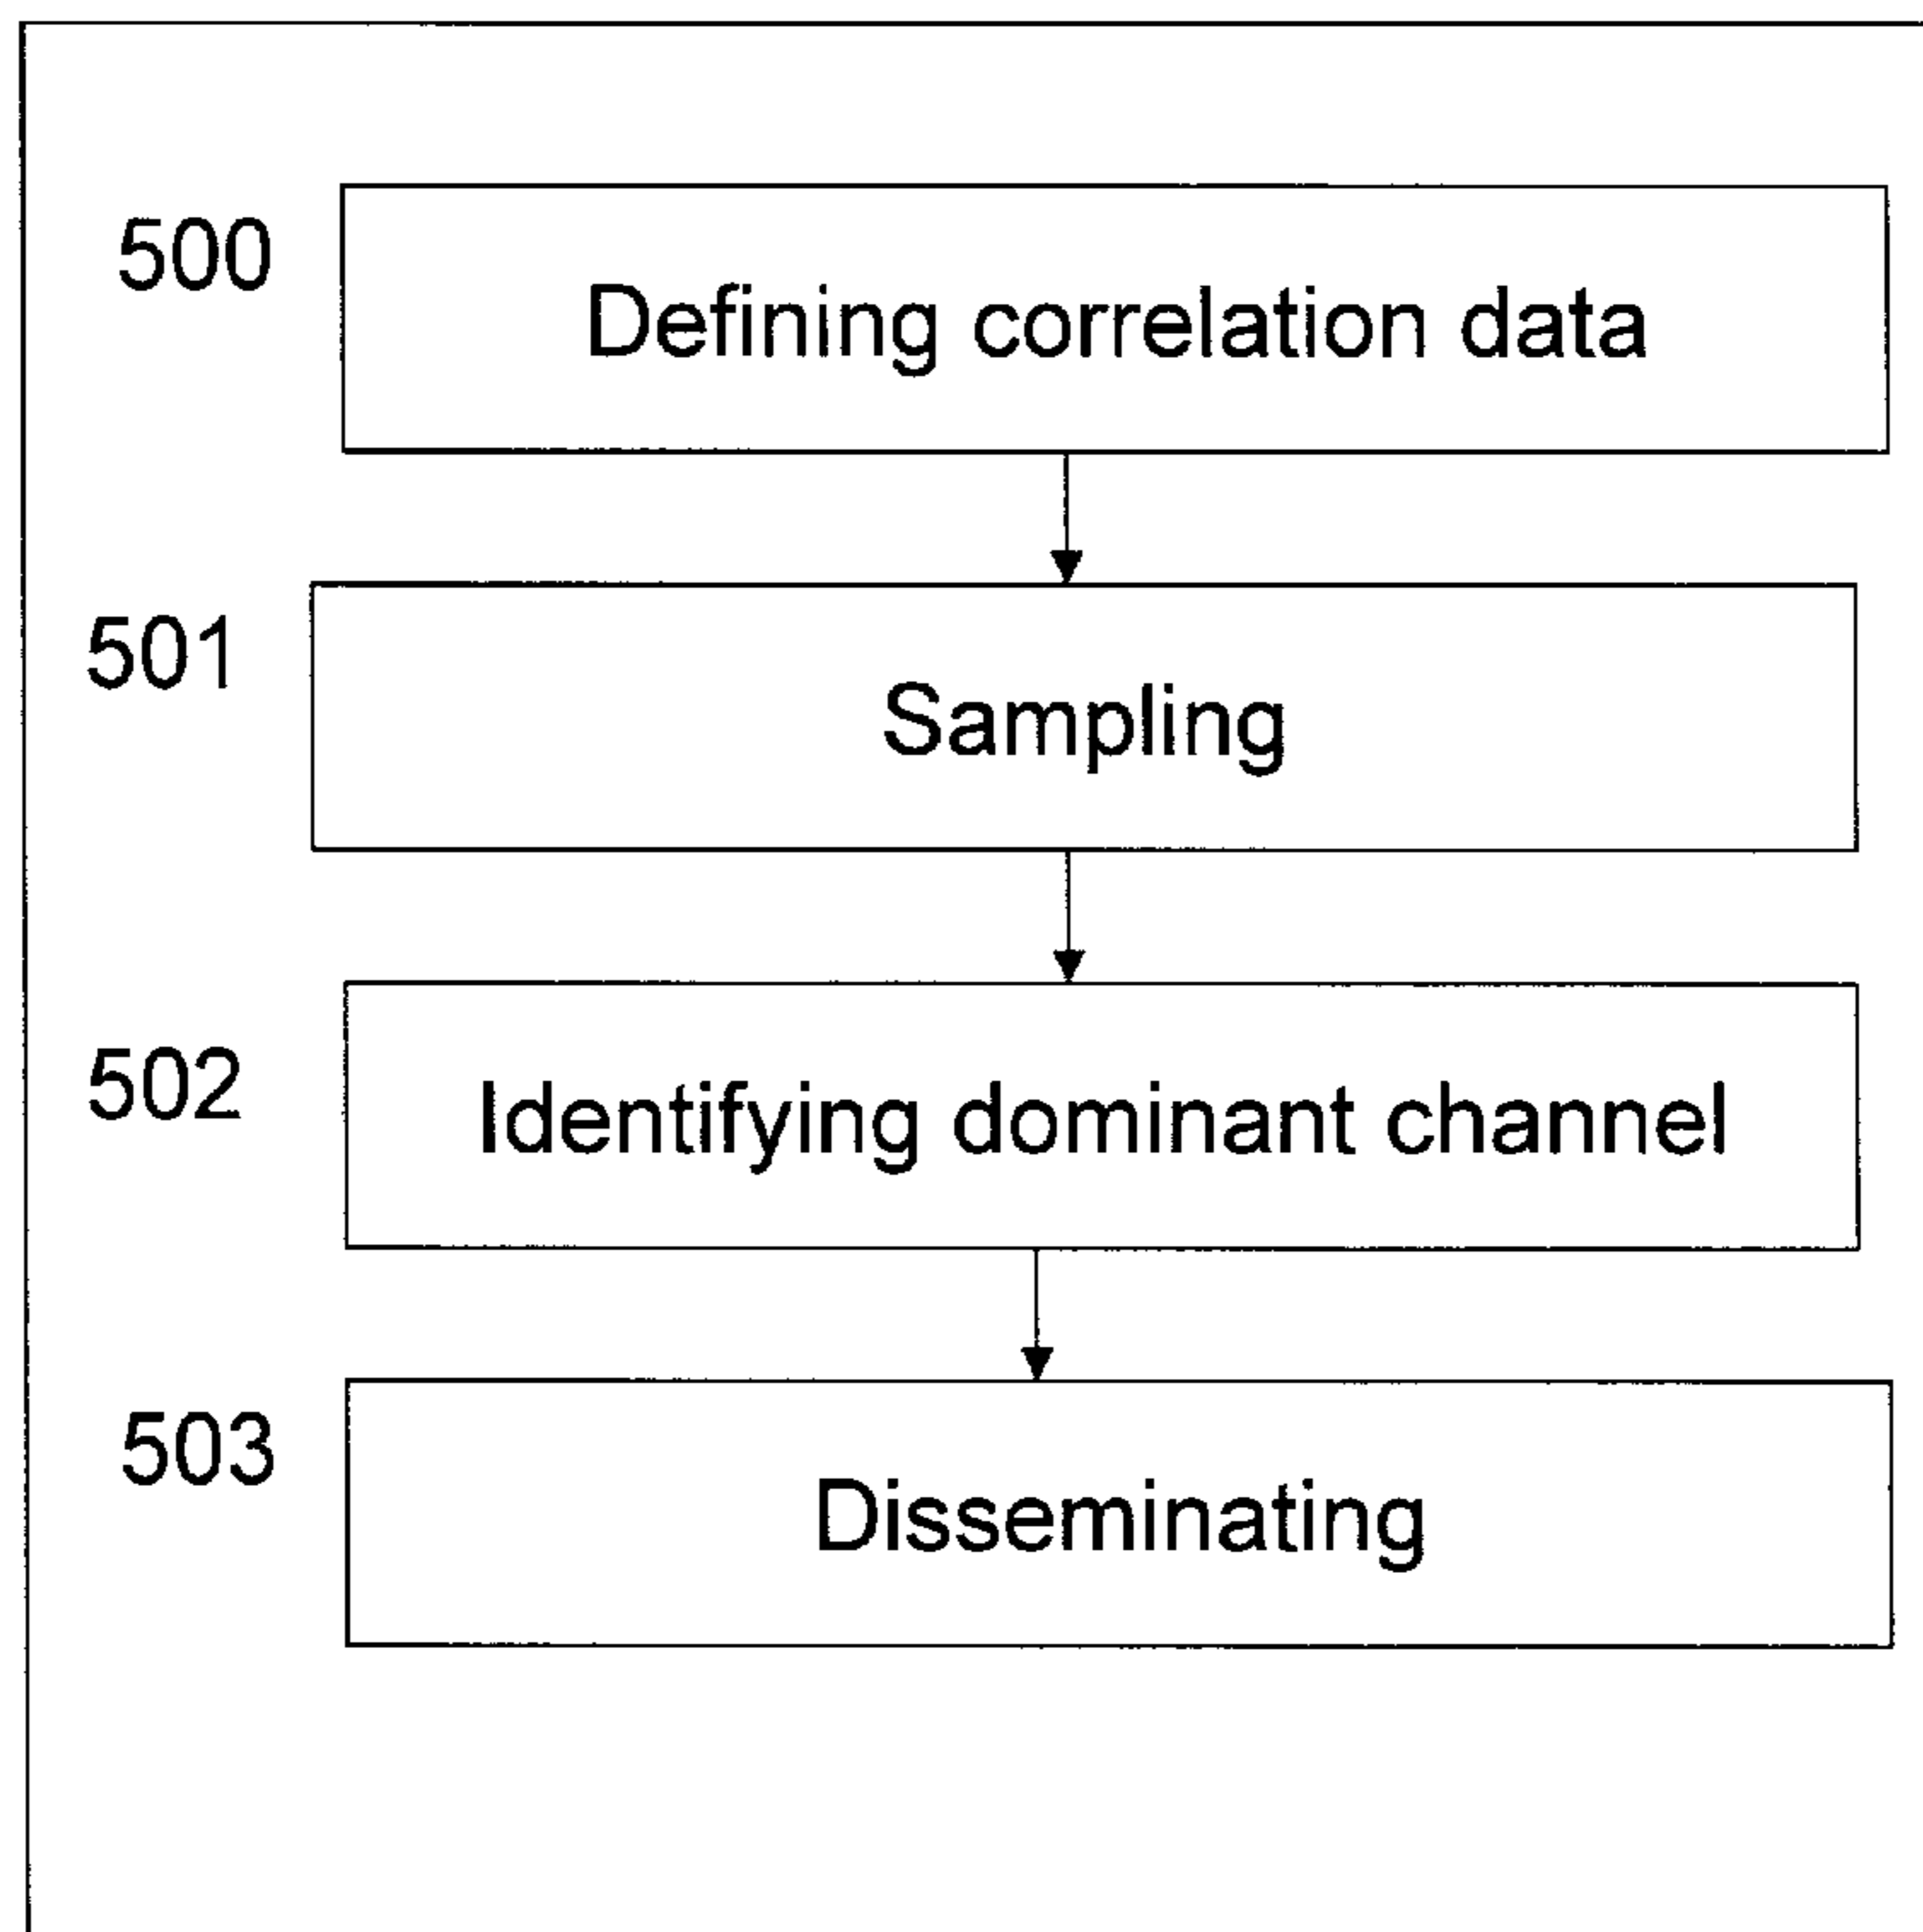 500
Defining correlation data
501
Sampling
502
Identifying dominant channel
503
Disseminating